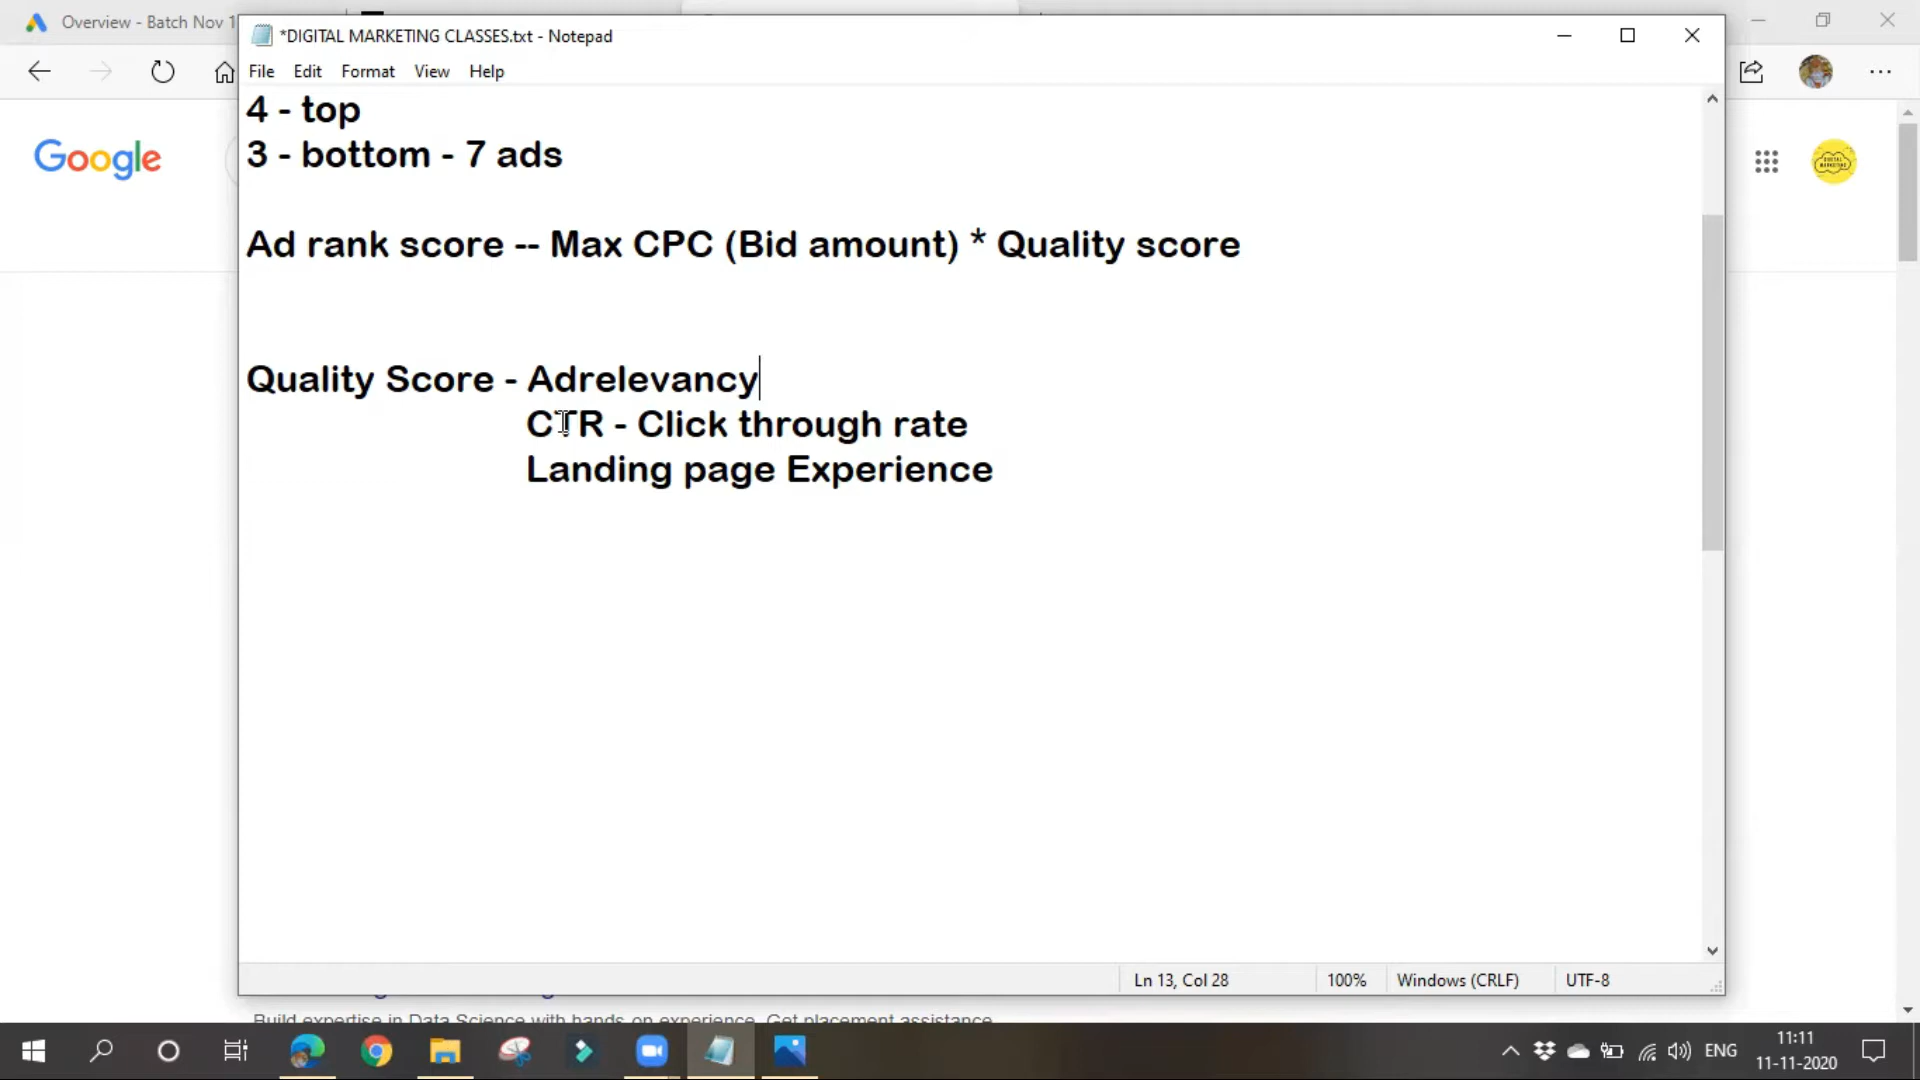 Overview - Batch Nov 1
*DIGITAL MARKETING CLASSES.txt - Notepad
File Edit Format View Help
Google
4 - top
3 - bottom - 7 ads
Ad rank score -- Max CPC (Bid amount) * Quality score
Quality Score - Adrelevancy
CTR - Click through rate
Landing page Experience
Ln 13, Col 28 100% Windows (CRLF) UTF-8
Build expertise in Data Science with hands-on experience. Get placement assistance
ENG
11:11
11-11-2020